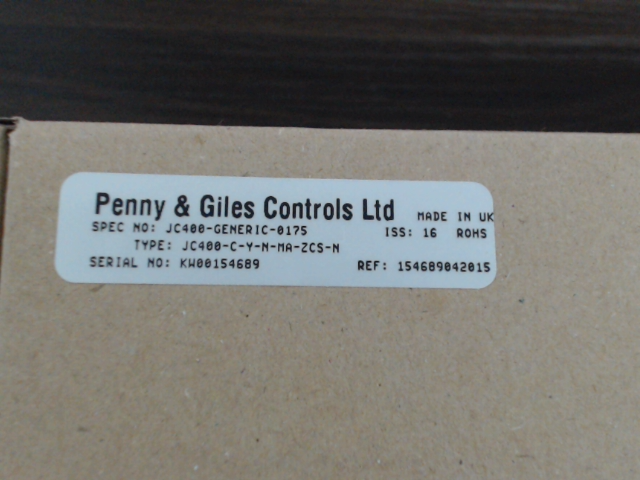 Penny & Giles Controls Ltd MADE IN UK
SPEC NO: JC400-GENERIC-0175 ISS: 16 ROHS
TYPE: JC400-C-Y-N-MA-ZCS-N
SERIAL NO: KW00154689 REF: 154689042015